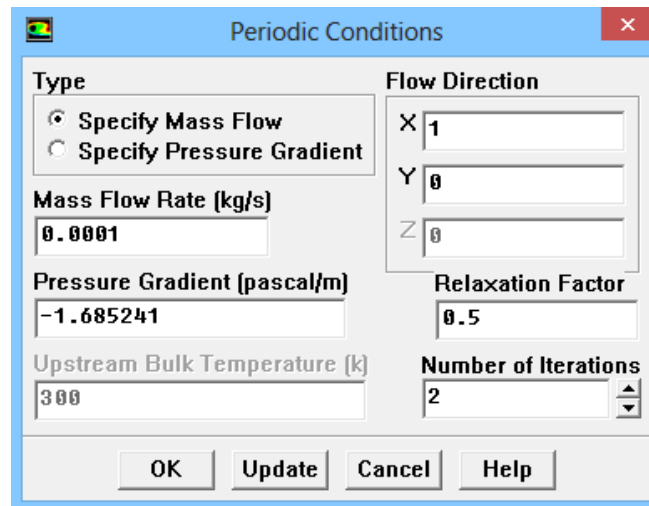 Periodic Conditions
Type
Specify Mass Flow
Specify Pressure Gradient
Mass Flow Rate (kg/s)
0.0001
Pressure Gradient (pascal/m)
-1.685241
Upstream Bulk Temperature (k)
300
Flow Direction
X 1
Y 0
Z 0
Relaxation Factor
0.5
Number of Iterations
2
OK Update Cancel Help